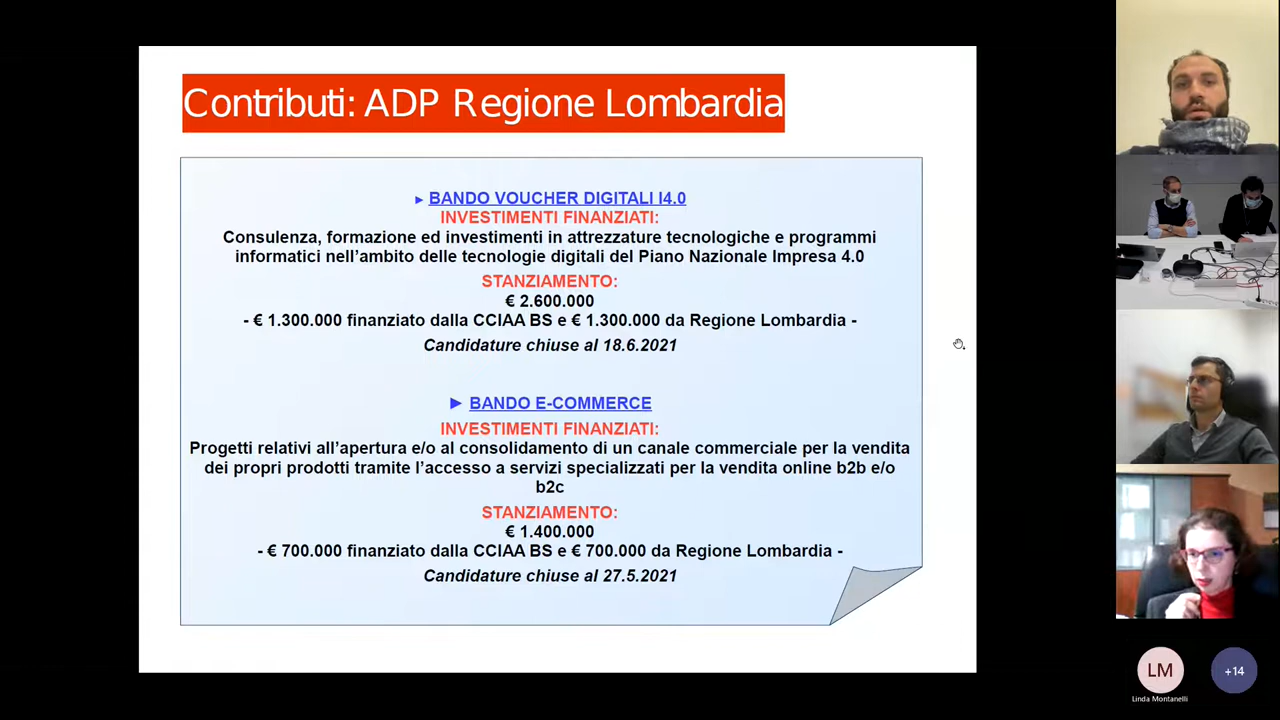 Contributi: ADP Regione Lombardia
► BANDO VOUCHER DIGITALI I4.0
INVESTIMENTI FINANZIATI:
Consulenza, formazione ed investimenti in attrezzature tecnologiche e programmi
informatici nell’ambito delle tecnologie digitali del Piano Nazionale Impresa 4.0
STANZIAMENTO:
€ 2.600.000
- € 1.300.000 finanziato dalla CCIAA BS e € 1.300.000 da Regione Lombardia -
Candidature chiuse al 18.6.2021
► BANDO E-COMMERCE
INVESTIMENTI FINANZIATI:
Progetti relativi all’apertura e/o al consolidamento di un canale commerciale per la vendita
dei propri prodotti tramite l’accesso a servizi specializzati per la vendita online b2b e/o
b2c
STANZIAMENTO:
€ 1.400.000
- € 700.000 finanziato dalla CCIAA BS e € 700.000 da Regione Lombardia -
Candidature chiuse al 27.5.2021
LM
+14
Linda Montanelli